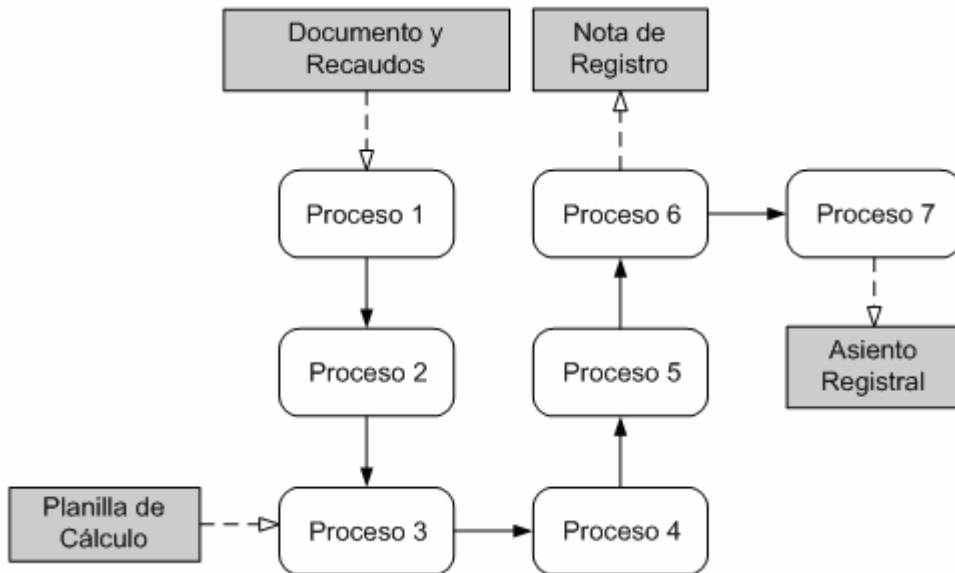 Documento y
Recaudos
Nota de
Registro
Proceso 1
Proceso 6
Proceso 7
Proceso 2
Proceso 5
Asiento
Registral
Planilla de
Cálculo
Proceso 3
Proceso 4